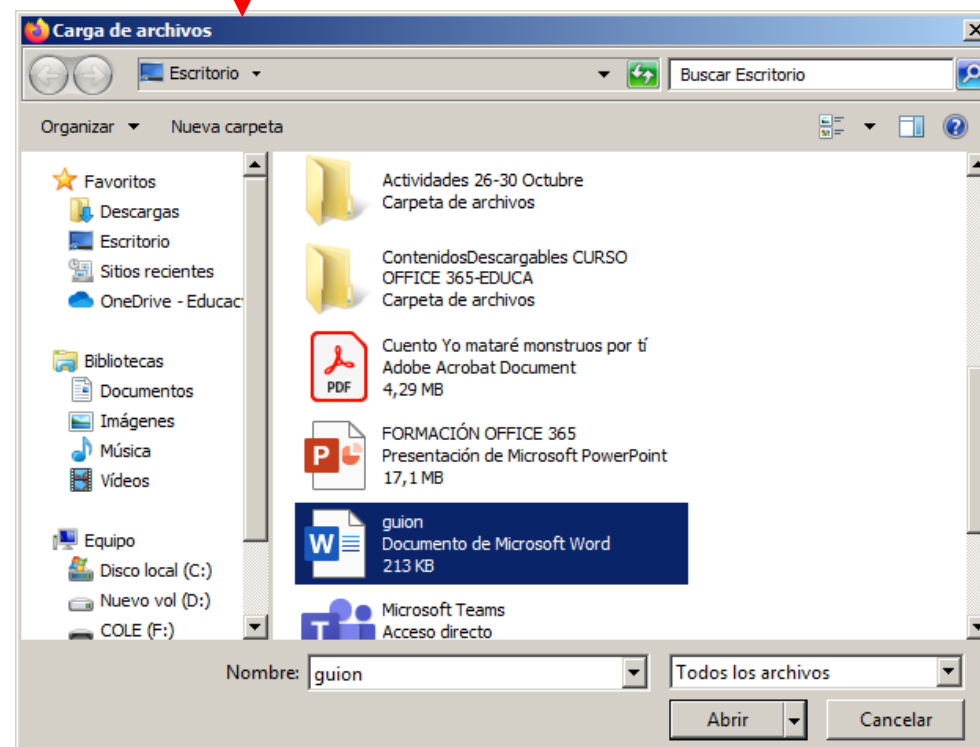 Carga de archivos
Escritorio
Buscar Escritorio
Organizar
Nueva carpeta
Favoritos
Descargas
Escritorio
Sitios recientes
OneDrive - Educac
Bibliotecas
Documentos
Imágenes
Música
Vídeos
Equipo
Disco local (C:)
Nuevo vol (D:)
COLE (F:)
Actividades 26-30 Octubre
Carpeta de archivos
ContenidosDescargables CURSO
OFFICE 365-EDUCA
Carpeta de archivos
PDF
Cuento Yo mataré monstruos por tí
Adobe Acrobat Document
4,29 MB
P
FORMACIÓN OFFICE 365
Presentación de Microsoft PowerPoint
17,1 MB
W
guion
Documento de Microsoft Word
213 KB
T
Microsoft Teams
Acceso directo
Nombre: guion
Todos los archivos
Abrir
Cancelar